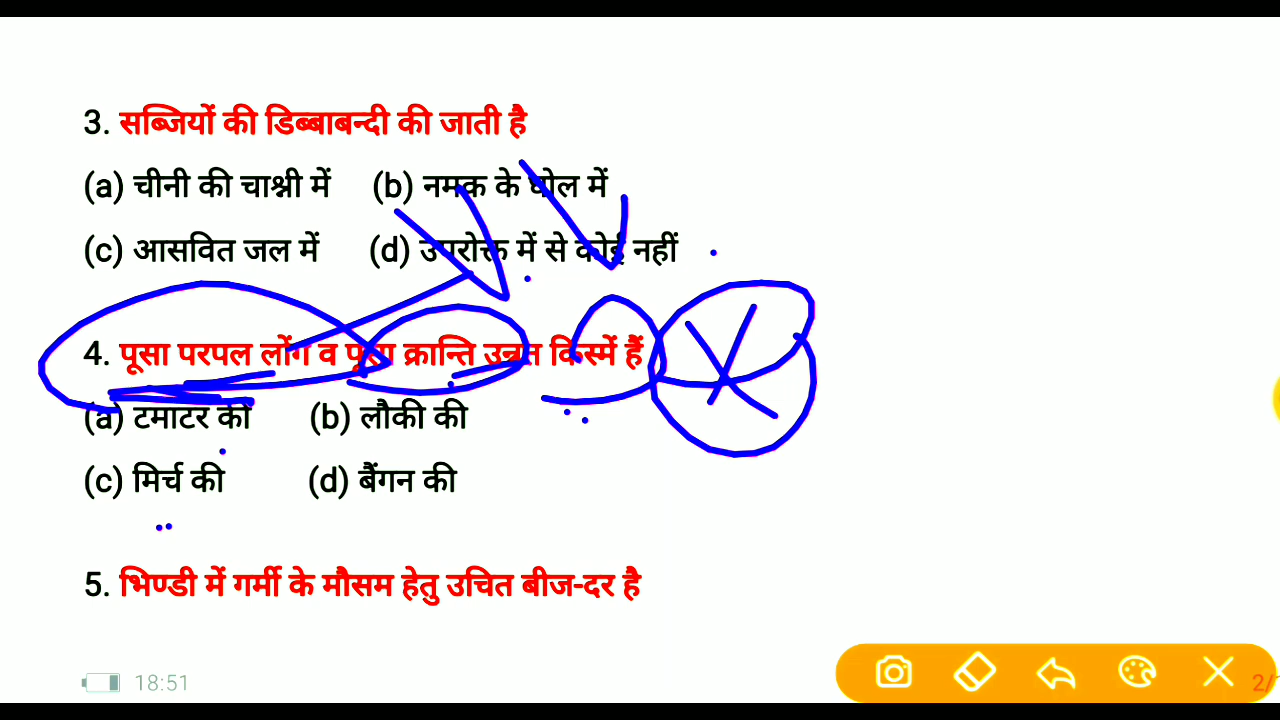 3. सब्जियों की डिब्बाबन्दी की जाती है
(a) चीनी की चाश्नी में (b) नमक के घोल में
(c) आसवित जल में (d) उपरोक्त में से कोई नहीं
4. पूसा परपल लोंग व पूसा क्रान्ति उन्नत किस्में हैं
(a) टमाटर की (b) लौकी की
(c) मिर्च की (d) बैंगन की
5. भिण्डी में गर्मी के मौसम हेतु उचित बीज-दर है
18:51 2/